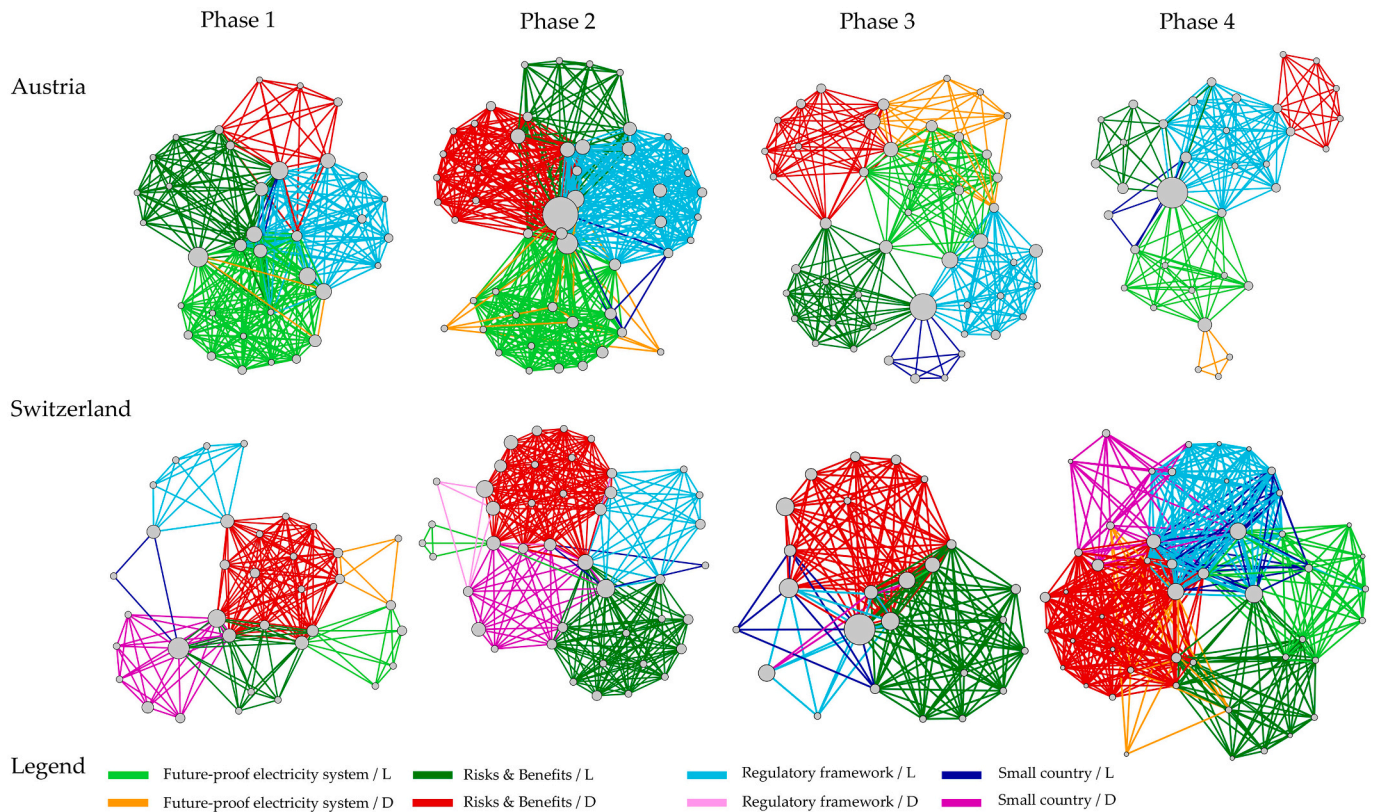 Phase 1 Phase 2 Phase 3 Phase 4
Austria
Switzerland
Legend
Future-proof electricity system / L Risks & Benefits / L Regulatory framework / L Small country / L
Future-proof electricity system / D Risks & Benefits / D Regulatory framework / D Small country / D